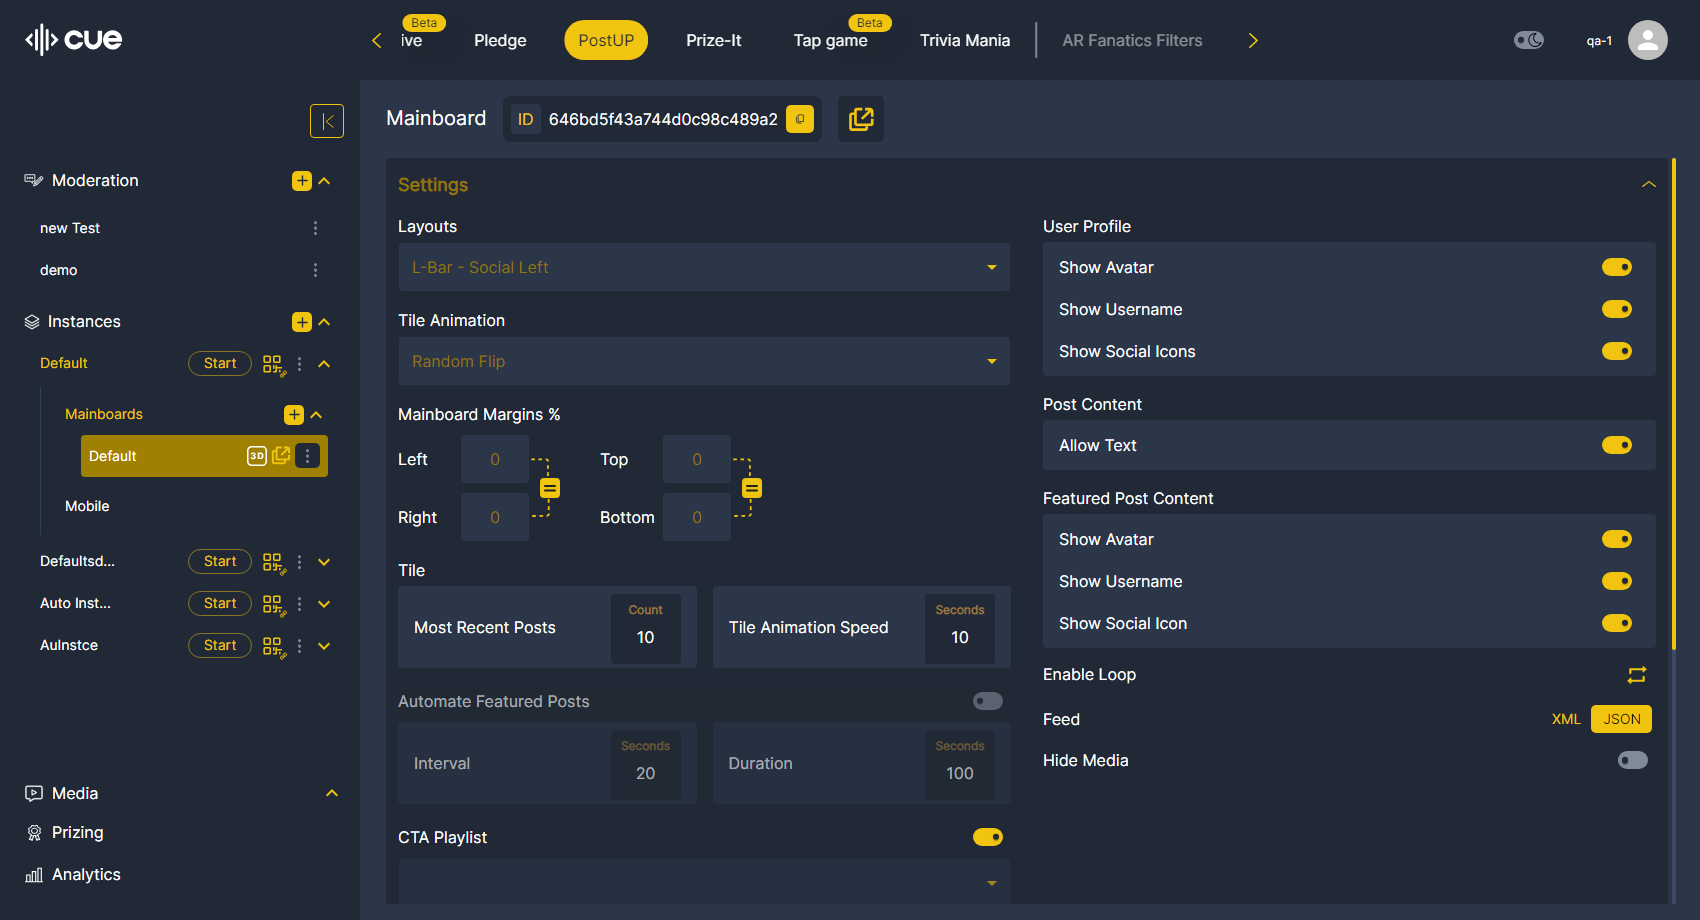 cue
Beta
ive
Pledge
PostUP
Prize-It
Beta
Tap game
Trivia Mania
AR Fanatics Filters
qa-1
Moderation
new Test
demo
Instances
Default
Start
Mainboards
Default
3D
Mobile
Defaultsd...
Start
Auto Inst...
Start
AuInstce
Start
Media
Prizing
Analytics
Mainboard
ID
646bd5f43a744d0c98c489a2
Settings
Layouts
L-Bar - Social Left
Tile Animation
Random Flip
Mainboard Margins %
Left
0
Top
0
Right
0
Bottom
0
Tile
Most Recent Posts
Count
10
Tile Animation Speed
Seconds
10
Automate Featured Posts
Interval
Seconds
20
Duration
Seconds
100
CTA Playlist
User Profile
Show Avatar
Show Username
Show Social Icons
Post Content
Allow Text
Featured Post Content
Show Avatar
Show Username
Show Social Icon
Enable Loop
Feed
XML
JSON
Hide Media